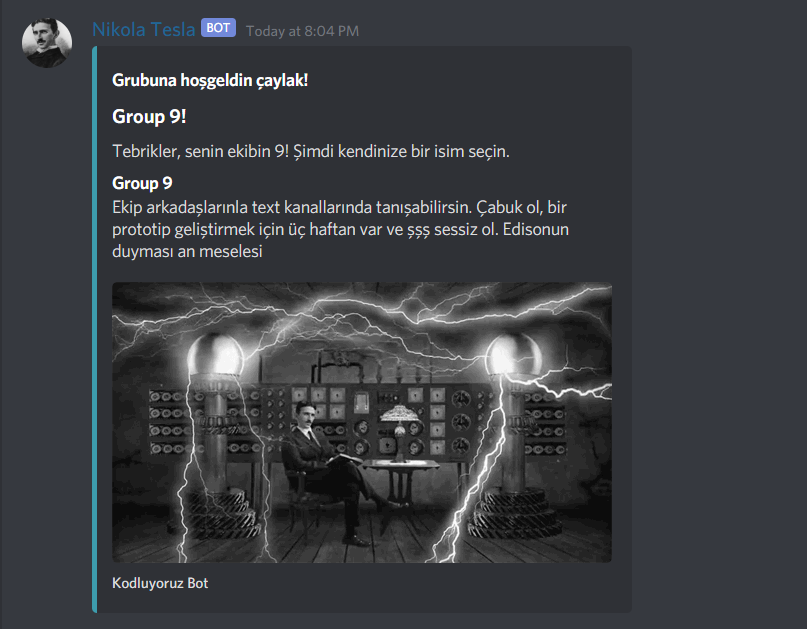 Nikola Tesla BOT Today at 8:04 PM
Grubuna hoşgeldin çaylak!
Group 9!
Tebrikler, senin ekibin 9! Şimdi kendinize bir isim seçin.
Group 9
Ekip arkadaşlarınla text kanallarında tanışabilirsin. Çabuk ol, bir
prototip geliştirmek için üç haftan var ve şşş sessiz ol. Edisonun
duyması an meselesi
Kodluyoruz Bot